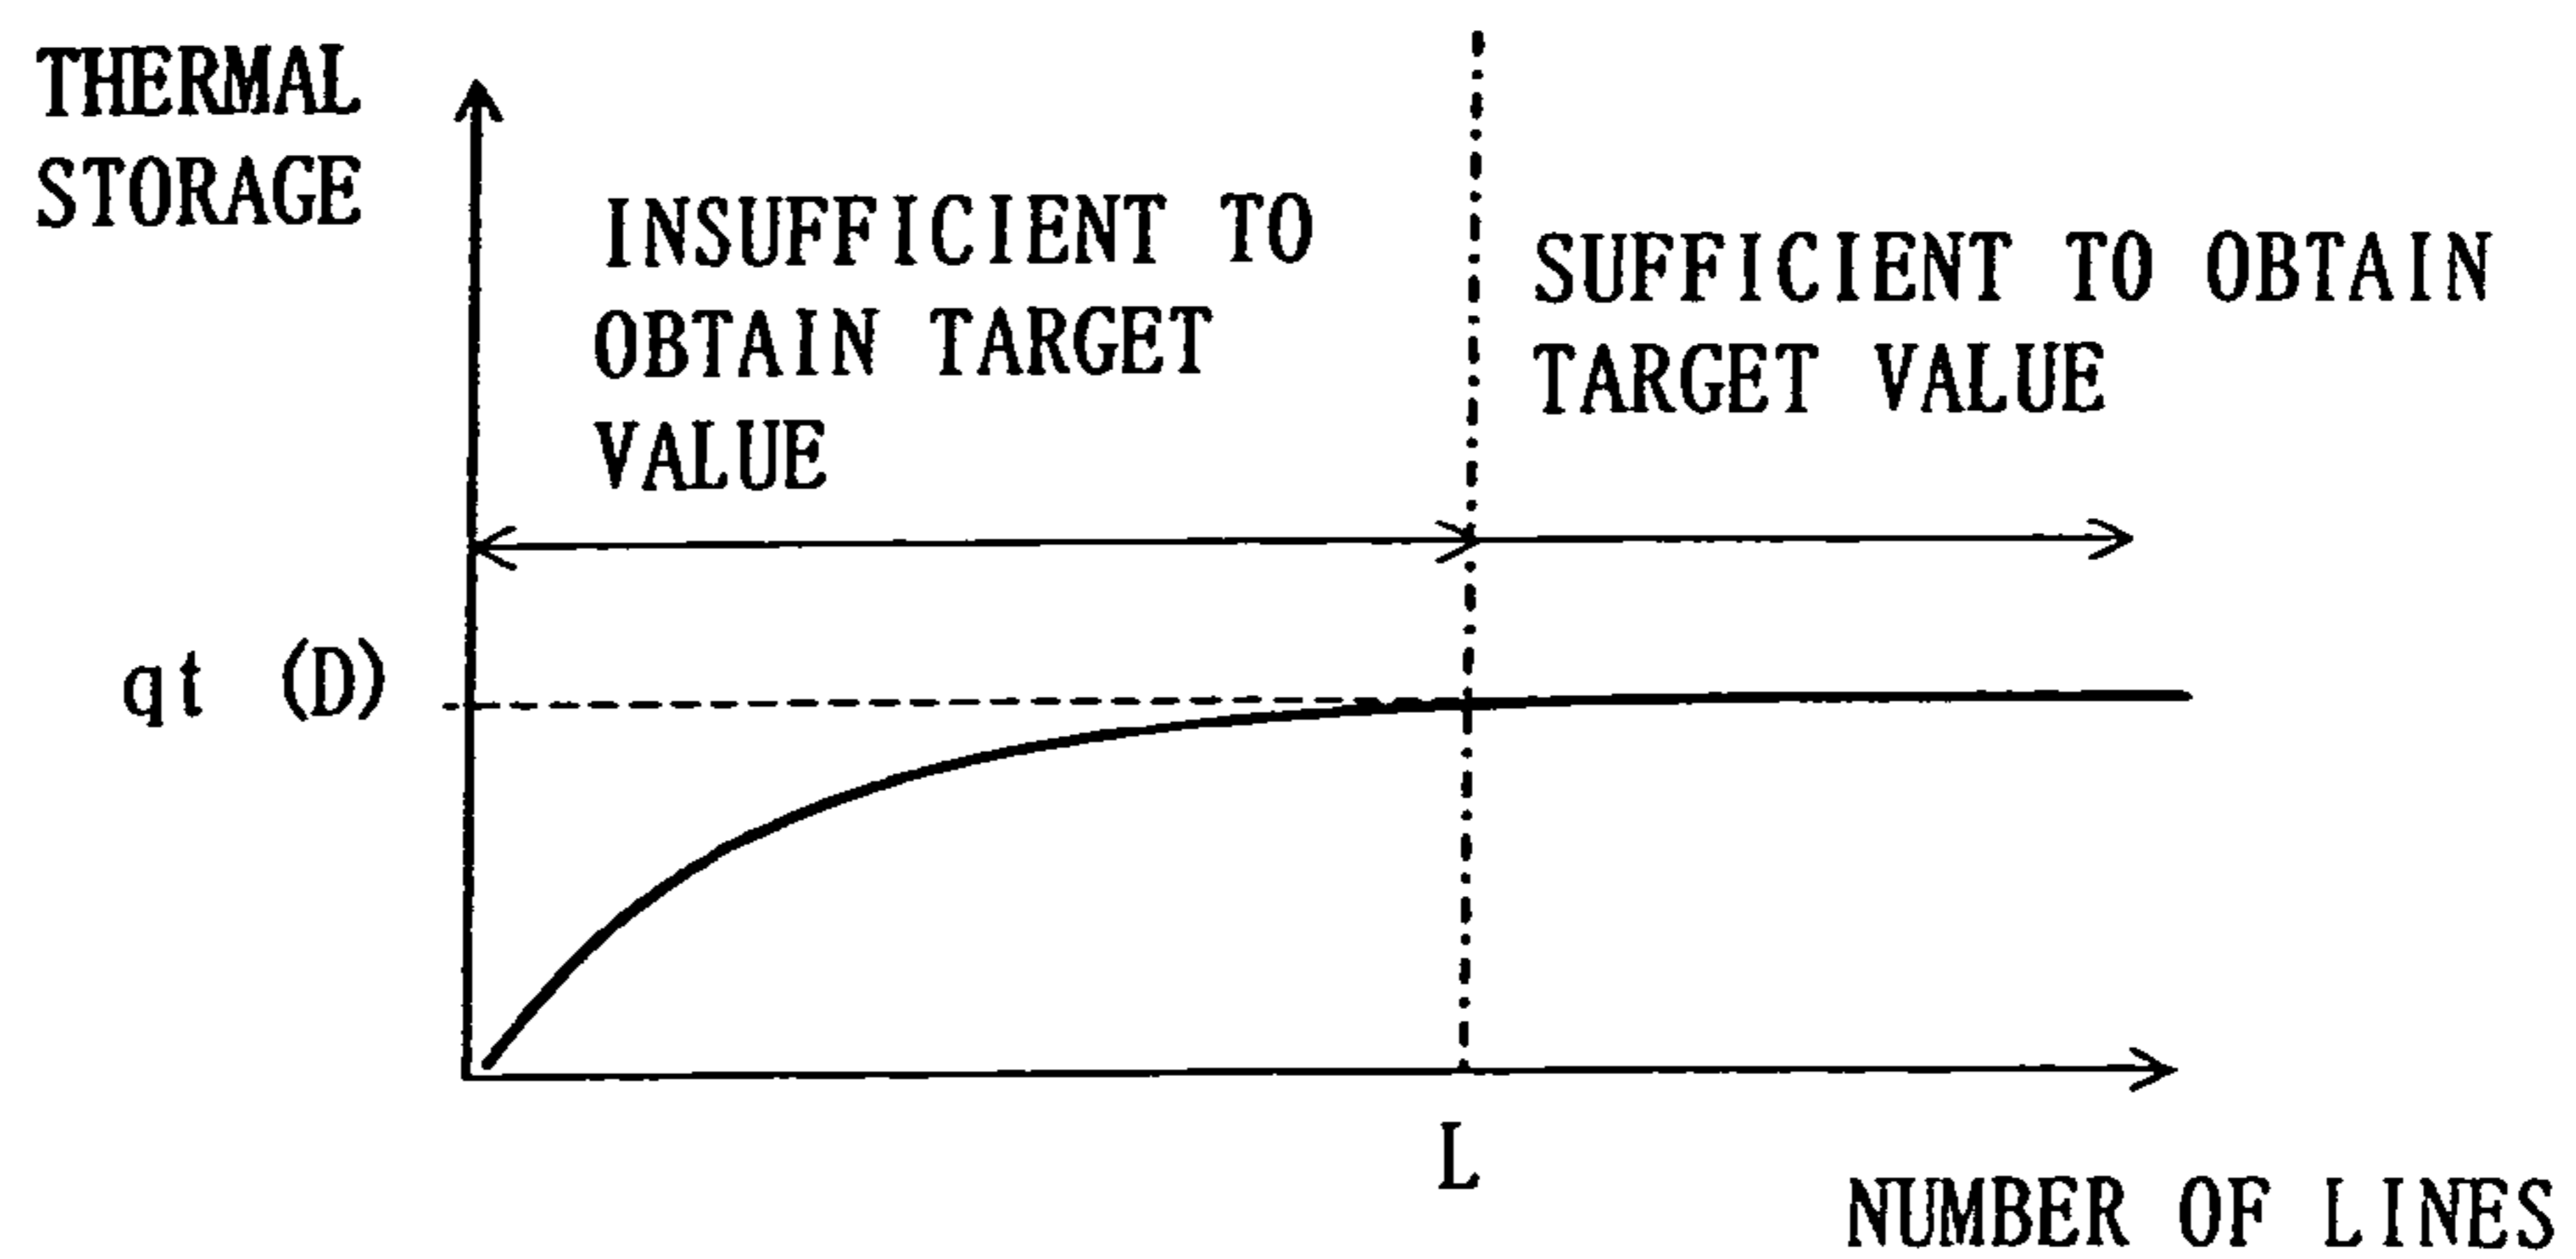 THERMAL
STORAGE
INSUFFICIENT TO
OBTAIN TARGET
VALUE
SUFFICIENT TO OBTAIN
TARGET VALUE
qt (D)
L
NUMBER OF LINES